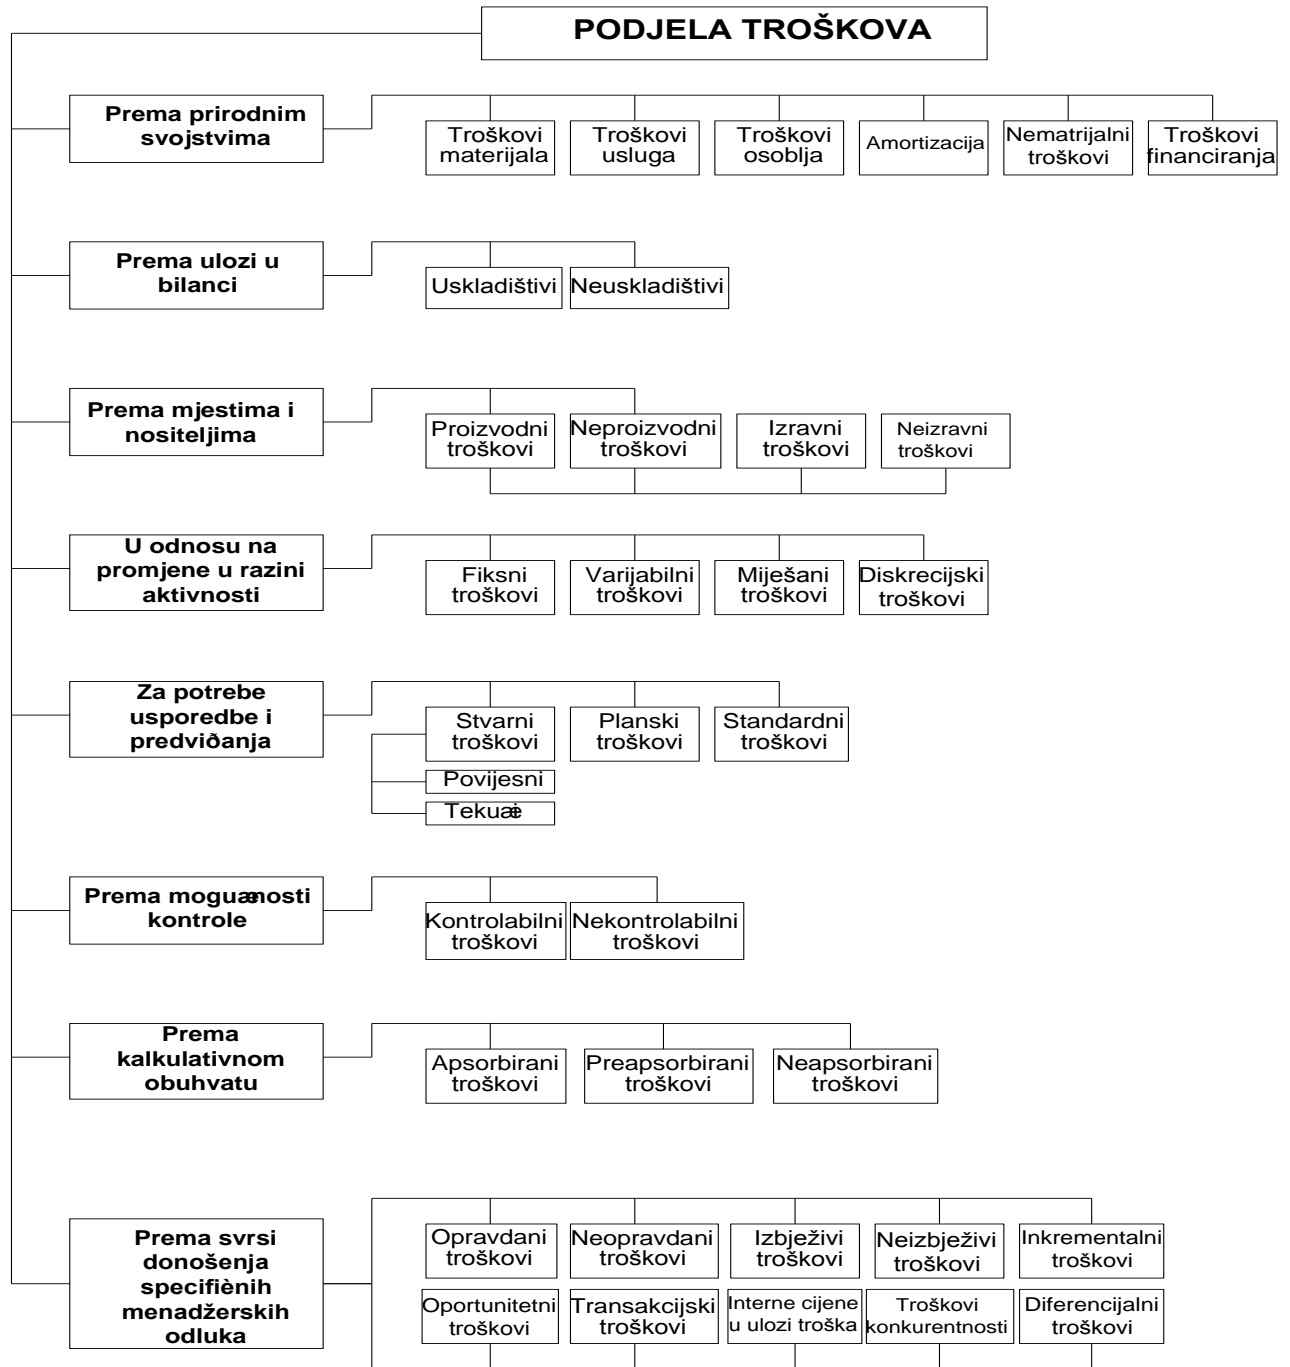 PODJELA TROŠKOVA
Prema prirodnim
svojstvima
Troškovi
materijala
Troškovi
usluga
Troškovi
osoblja
Amortizacija
Nematrijalni
troškovi
Troškovi
financiranja
Prema ulozi u
bilanci
Uskladištivi
Neuskladištivi
Prema mjestima i
nositeljima
Proizvodni
troškovi
Neproizvodni
troškovi
Izravni
troškovi
Neizravni
troškovi
U odnosu na
promjene u razini
aktivnosti
Fiksni
troškovi
Varijabilni
troškovi
Miješani
troškovi
Diskrecijski
troškovi
Za potrebe
usporedbe i
predviðanja
Stvarni
troškovi
Planski
troškovi
Standardni
troškovi
Povijesni
Prema
kontrole
Kontrolabilni
troškovi
Nekontrolabilni
troškovi
Prema
kalkulativnom
obuhvatu
Apsorbirani
troškovi
Preapsorbirani
troškovi
Neapsorbirani
troškovi
Prema svrsi
donošenja
specifiènih
menadžerskih
odluka
Opravdani
troškovi
Neopravdani
troškovi
Izbježivi
troškovi
Neizbježivi
troškovi
Inkrementalni
troškovi
Oportunitetni
troškovi
Transakcijski
troškovi
Interne cijene
u ulozi troška
Troškovi
konkurentnosti
Diferencijalni
troškovi